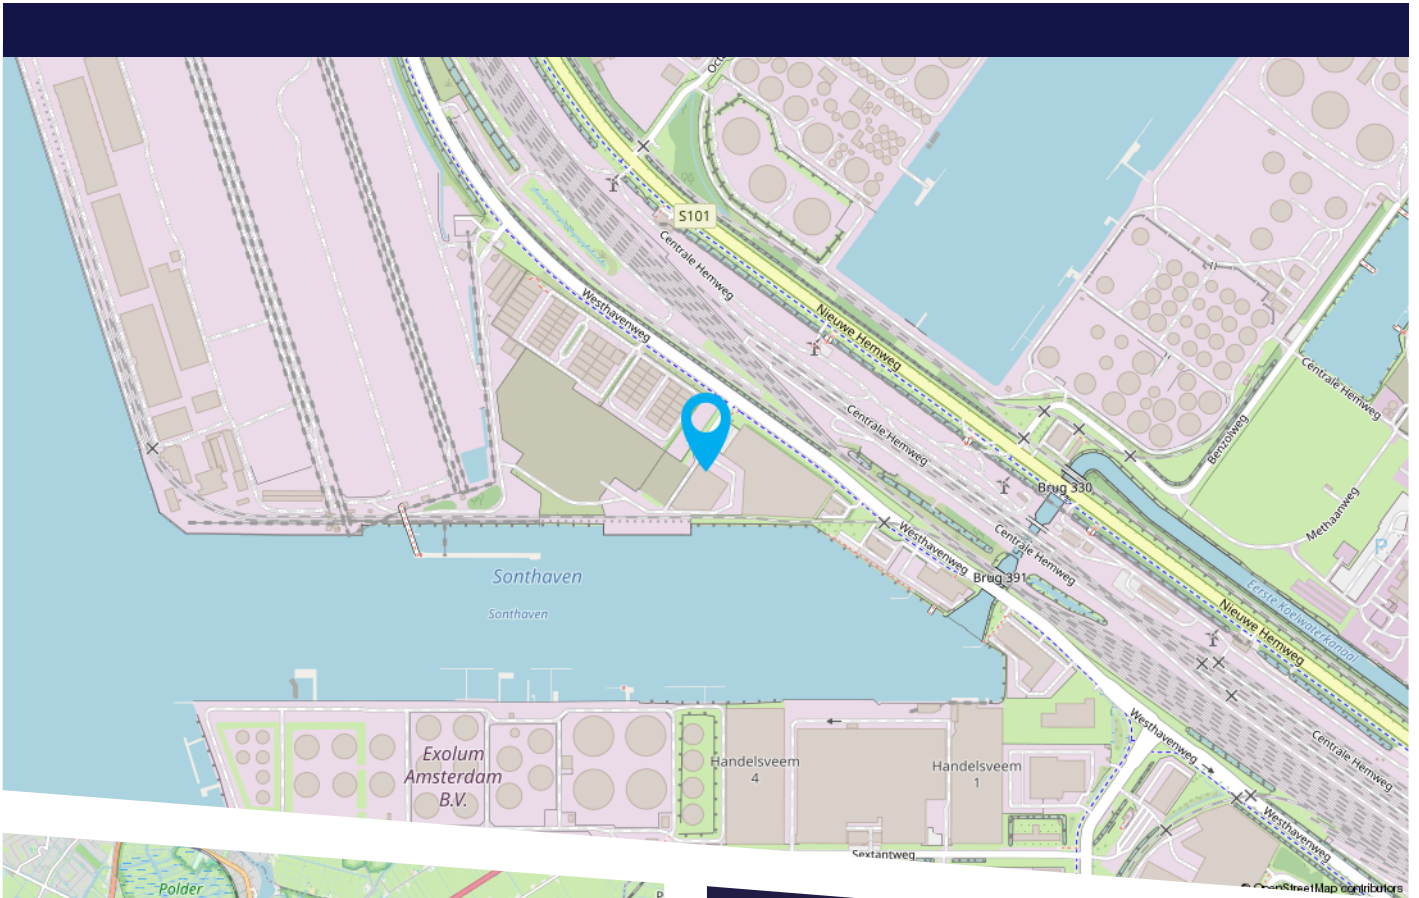 S101
Centrale Hemweg
Westhavenweg
Nieuwe Hemweg
Centrale Hemweg
Centrale Hemweg
Benzolweg
Brug 330
Methaanweg
P
Westhavenweg
Centrale Hemweg
Sonthaven
Brug 391
Sonthaven
Eerste Koelwaterkanaal
Nieuwe Hemweg
Westhavenweg
Centrale Hemweg
Exolum
Amsterdam
B.V.
Handelsveem
4
Handelsveem
1
Westhavenweg
Sextantweg
Polder
© OpenStreetMap contributors